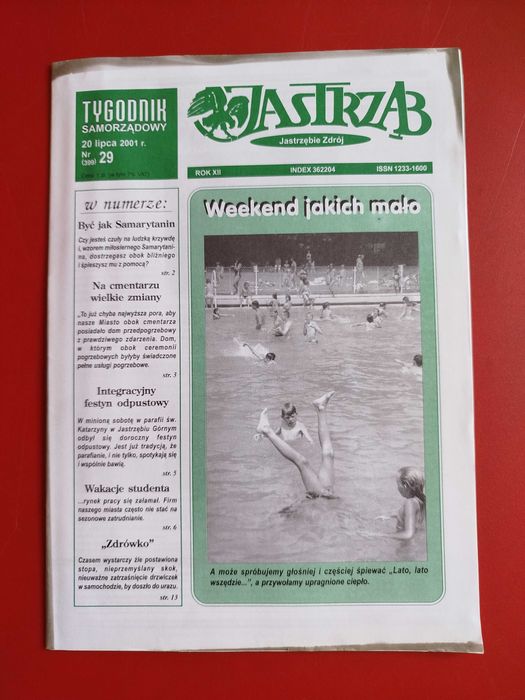 TYGODNIK
SAMORZĄDOWY
20 lipca 2001 r.
Nr
(399) 29
JASTRZĄB
Jastrzębie Zdrój
ROK XII
INDEX 362204
ISSN 1233-1600
w numerze:
Być jak Samarytanin
Czy jesteś czuły na ludzką krzywdę
i, wzorem miłosiernego Samarytani-
na, dostrzegasz obok bliźniego
i śpieszysz mu z pomocą?
str. 2
Na cmentarzu
wielkie zmiany
„To już chyba najwyższa pora, aby
nasze Miasto obok cmentarza
posiadało dom przedpogrzebowy
z prawdziwego zdarzenia. Dom,
w którym obok ceremonii
pogrzebowych byłyby świadczone
pełne usługi pogrzebowe.
str. 3
Integracyjny
festyn odpustowy
W minioną sobotę w parafii św.
Katarzyny w Jastrzębiu Górnym
odbył się doroczny festyn
odpustowy. Jest już tradycją, że
parafianie, i nie tylko, spotykają się
i wspólnie bawią.
str. 5
Wakacje studenta
...rynek pracy się załamał. Firm
naszego miasta często nie stać na
sezonowe zatrudnianie.
str. 6
„Zdrówko”
Czasem wystarczy źle postawiona
stopa, nieprzemyślany skok,
nieuważne zatrzaśnięcie drzwiczek
w samochodzie, by doszło do urazu.
str. 13
Weekend jakich mało
A może spróbujemy głośniej i częściej śpiewać „Lato, lato
wszędzie...”, a przywołamy upragnione ciepło.